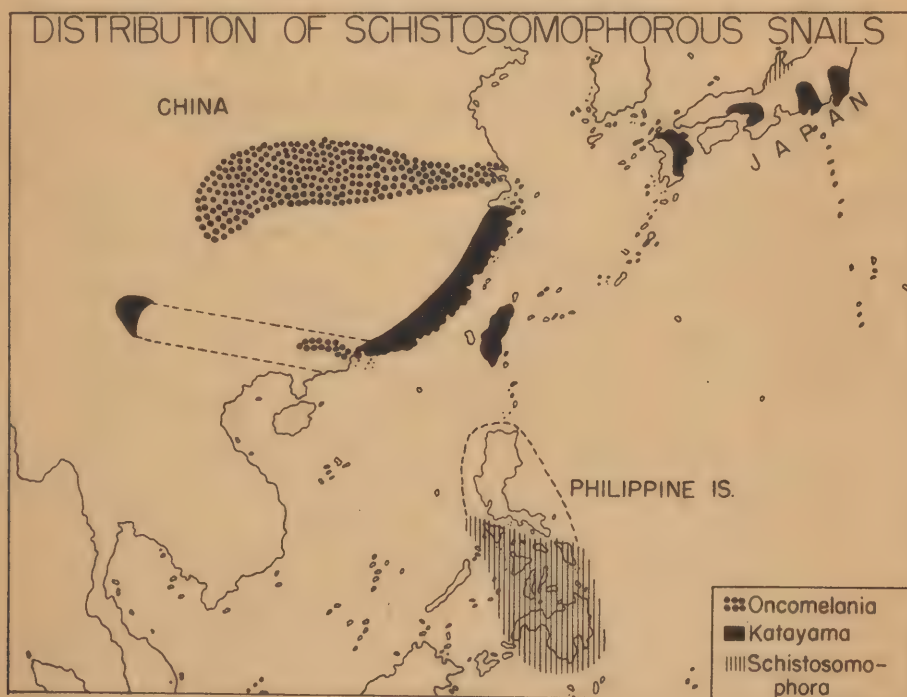 DISTRIBUTION OF SCHISTOSOMOPHOROUS SNAILS
CHINA
JAPAN
PHILIPPINE IS.
Oncomelania
Katayama
Schistosomo-
phora